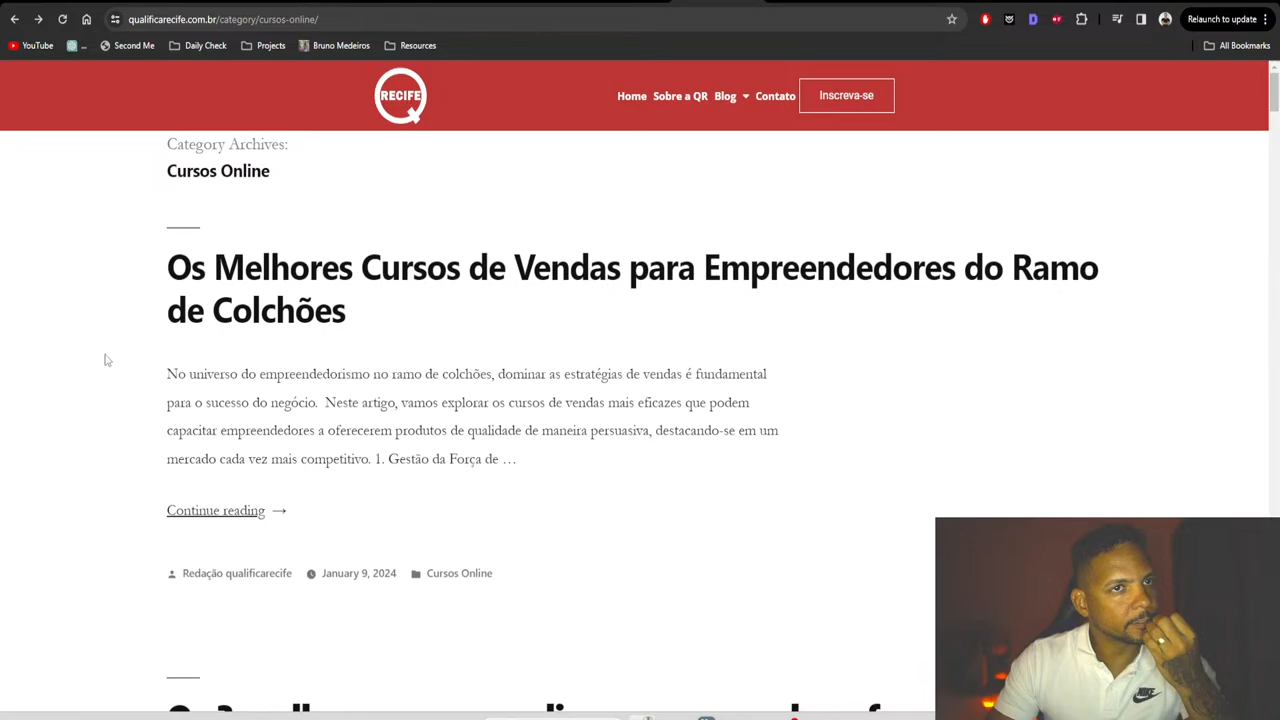 qualificarecife.com.br/category/cursos-online/
Relaunch to update
YouTube
...
Second Me
Daily Check
Projects
Bruno Medeiros
Resources
All Bookmarks
RECIFE
Home Sobre a QR Blog Contato Inscreva-se
Category Archives:
Cursos Online
Os Melhores Cursos de Vendas para Empreendedores do Ramo
de Colchões
No universo do empreendedorismo no ramo de colchões, dominar as estratégias de vendas é fundamental
para o sucesso do negócio. Neste artigo, vamos explorar os cursos de vendas mais eficazes que podem
capacitar empreendedores a oferecerem produtos de qualidade de maneira persuasiva, destacando-se em um
mercado cada vez mais competitivo. 1. Gestão da Força de …
Continue reading →
Redação qualificarecife January 9, 2024 Cursos Online
NIKE